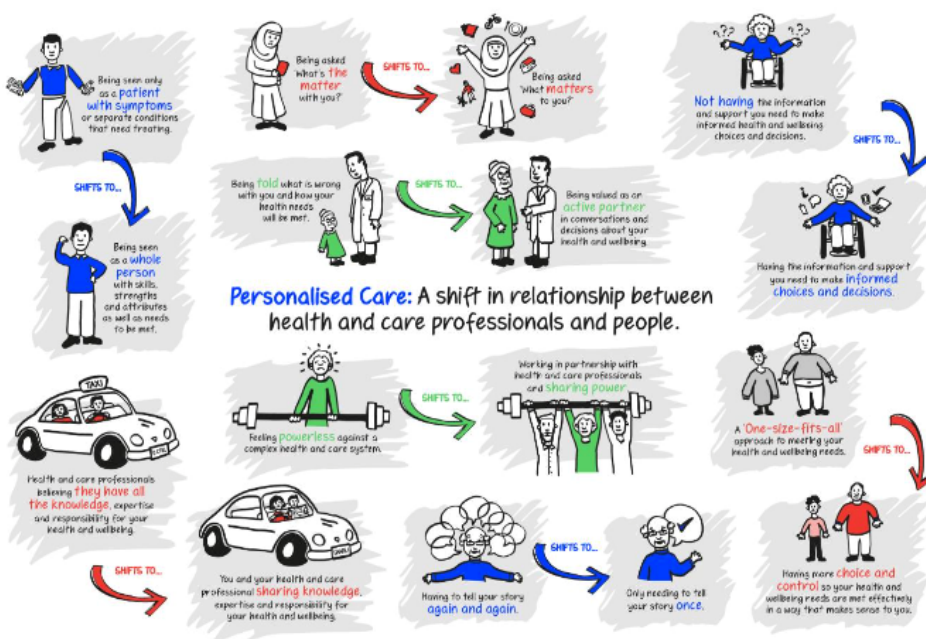 Being seen only
as a patient
with symptoms
or separate conditions
that need treating.
SHIFTS TO...
Being seen
as a whole
person
with skills,
strengths
and attributes
as well as needs
to be met.
Being asked
'what's the
matter
with you?'
SHIFTS TO...
Being asked
'What matters
to you?'
Not having the information
and support you need to make
informed health and wellbeing
choices and decisions.
SHIFTS TO...
Having the information and support
you need to make informed
choices and decisions.
Being told what is wrong
with you and how your
health needs
will be met.
SHIFTS TO...
Being valued as an
active partner
in conversations and
decisions about your
health and wellbeing
Personalised Care: A shift in relationship between
health and care professionals and people.
Feeling powerless against a
complex health and care system.
SHIFTS TO...
Working in partnership with
health and care professionals
and sharing power.
A 'One-size-fits-all'
approach to meeting your
health and wellbeing needs.
SHIFTS TO...
Having more choice and
control so your health and
wellbeing needs are met effectively
in a way that makes sense to you.
TAXI
Health and care professionals
believing they have all
the knowledge, expertise
and responsibility for your
health and wellbeing.
SHIFTS TO...
You and your health and care
professional sharing knowledge,
expertise and responsibility for
your health and wellbeing.
Having to tell your story
again and again.
SHIFTS TO...
Only needing to tell
your story once.